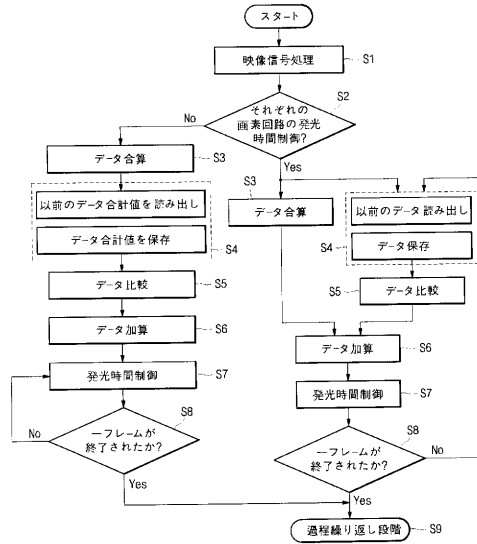 スタート
映像信号処理
S1
それぞれの
画素回路の発光
時間制御?
S2
No
Yes
データ合算
S3
以前のデータ合計値を読み出し
データ合計値を保存
S4
データ比較
S5
データ加算
S6
発光時間制御
S7
一フレームが
終了されたか?
S8
No
Yes
S3
データ合算
以前のデータ読み出し
データ保存
S4
データ比較
S5
データ加算
S6
発光時間制御
S7
一フレームが
終了されたか?
S8
No
Yes
過程繰り返し段階
S9